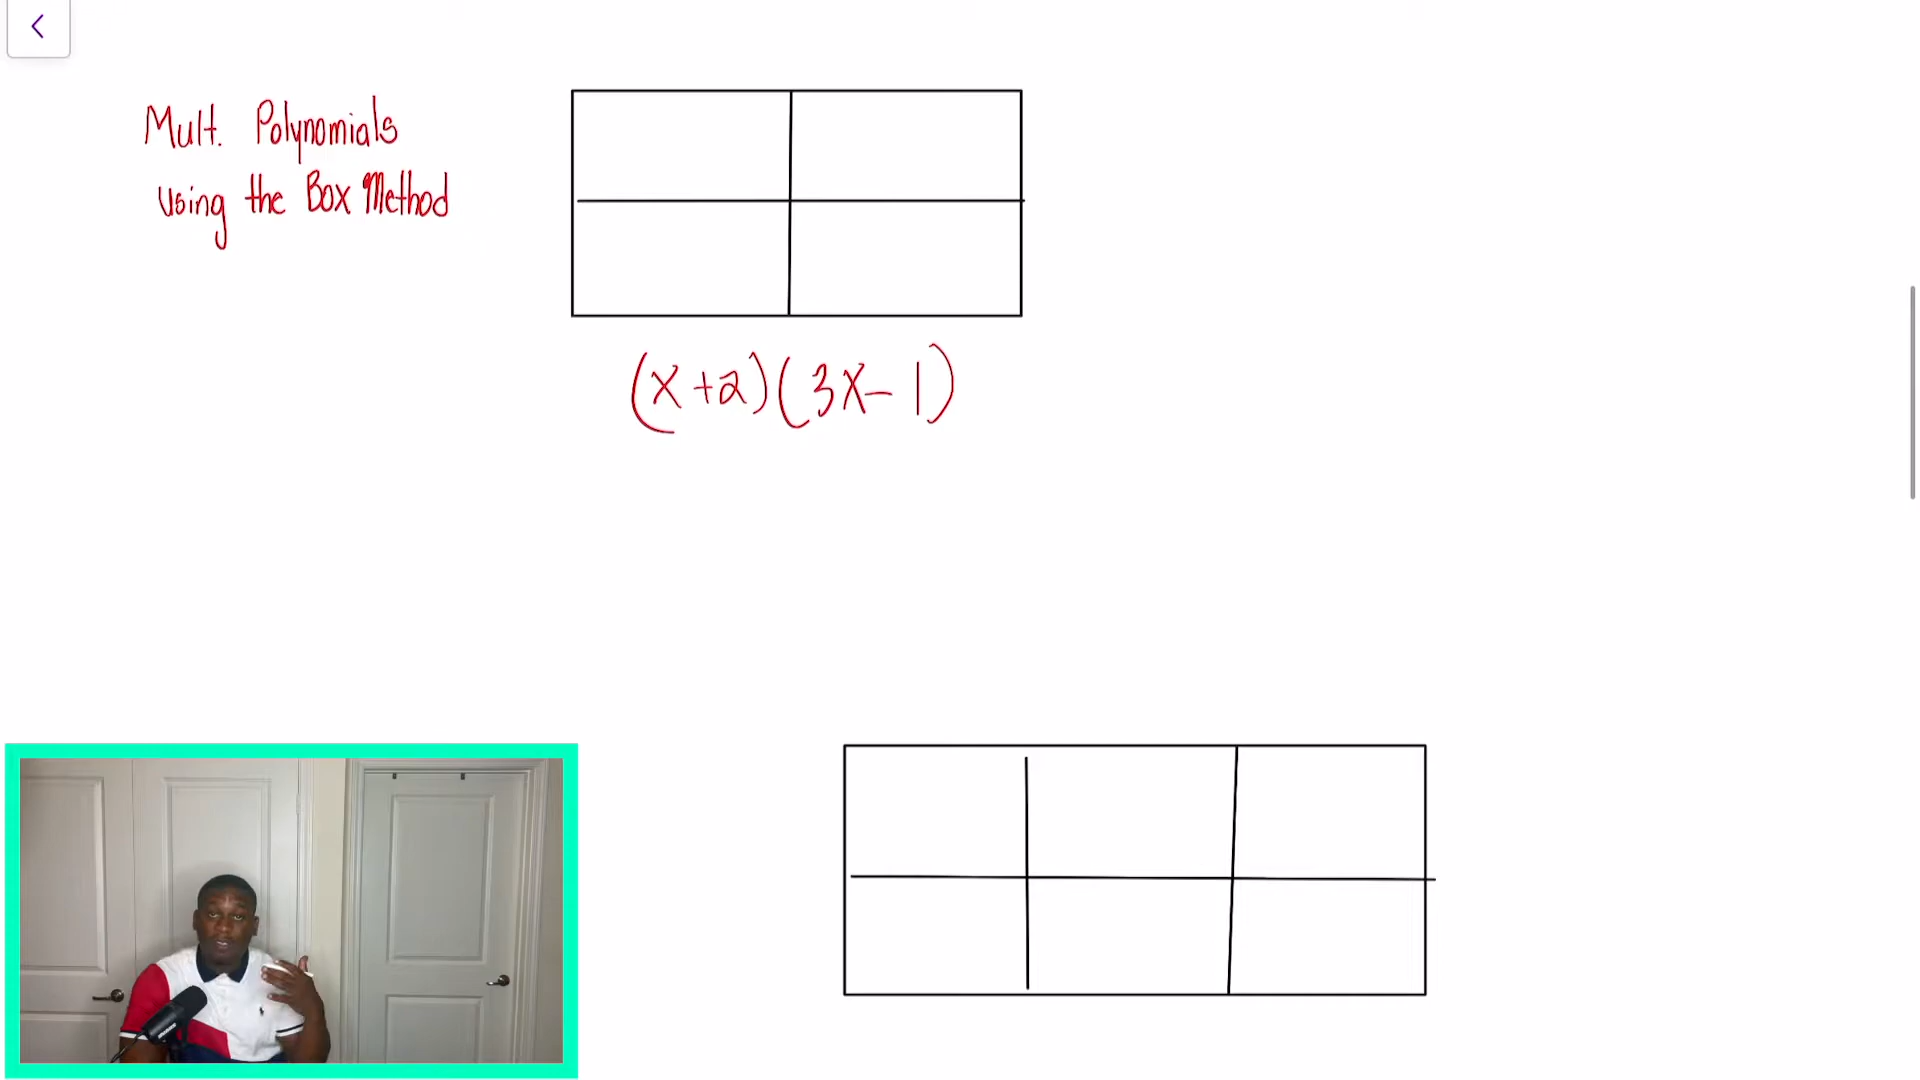 Mult. Polynomials
Using the Box Method
(x+2)(3x-1)